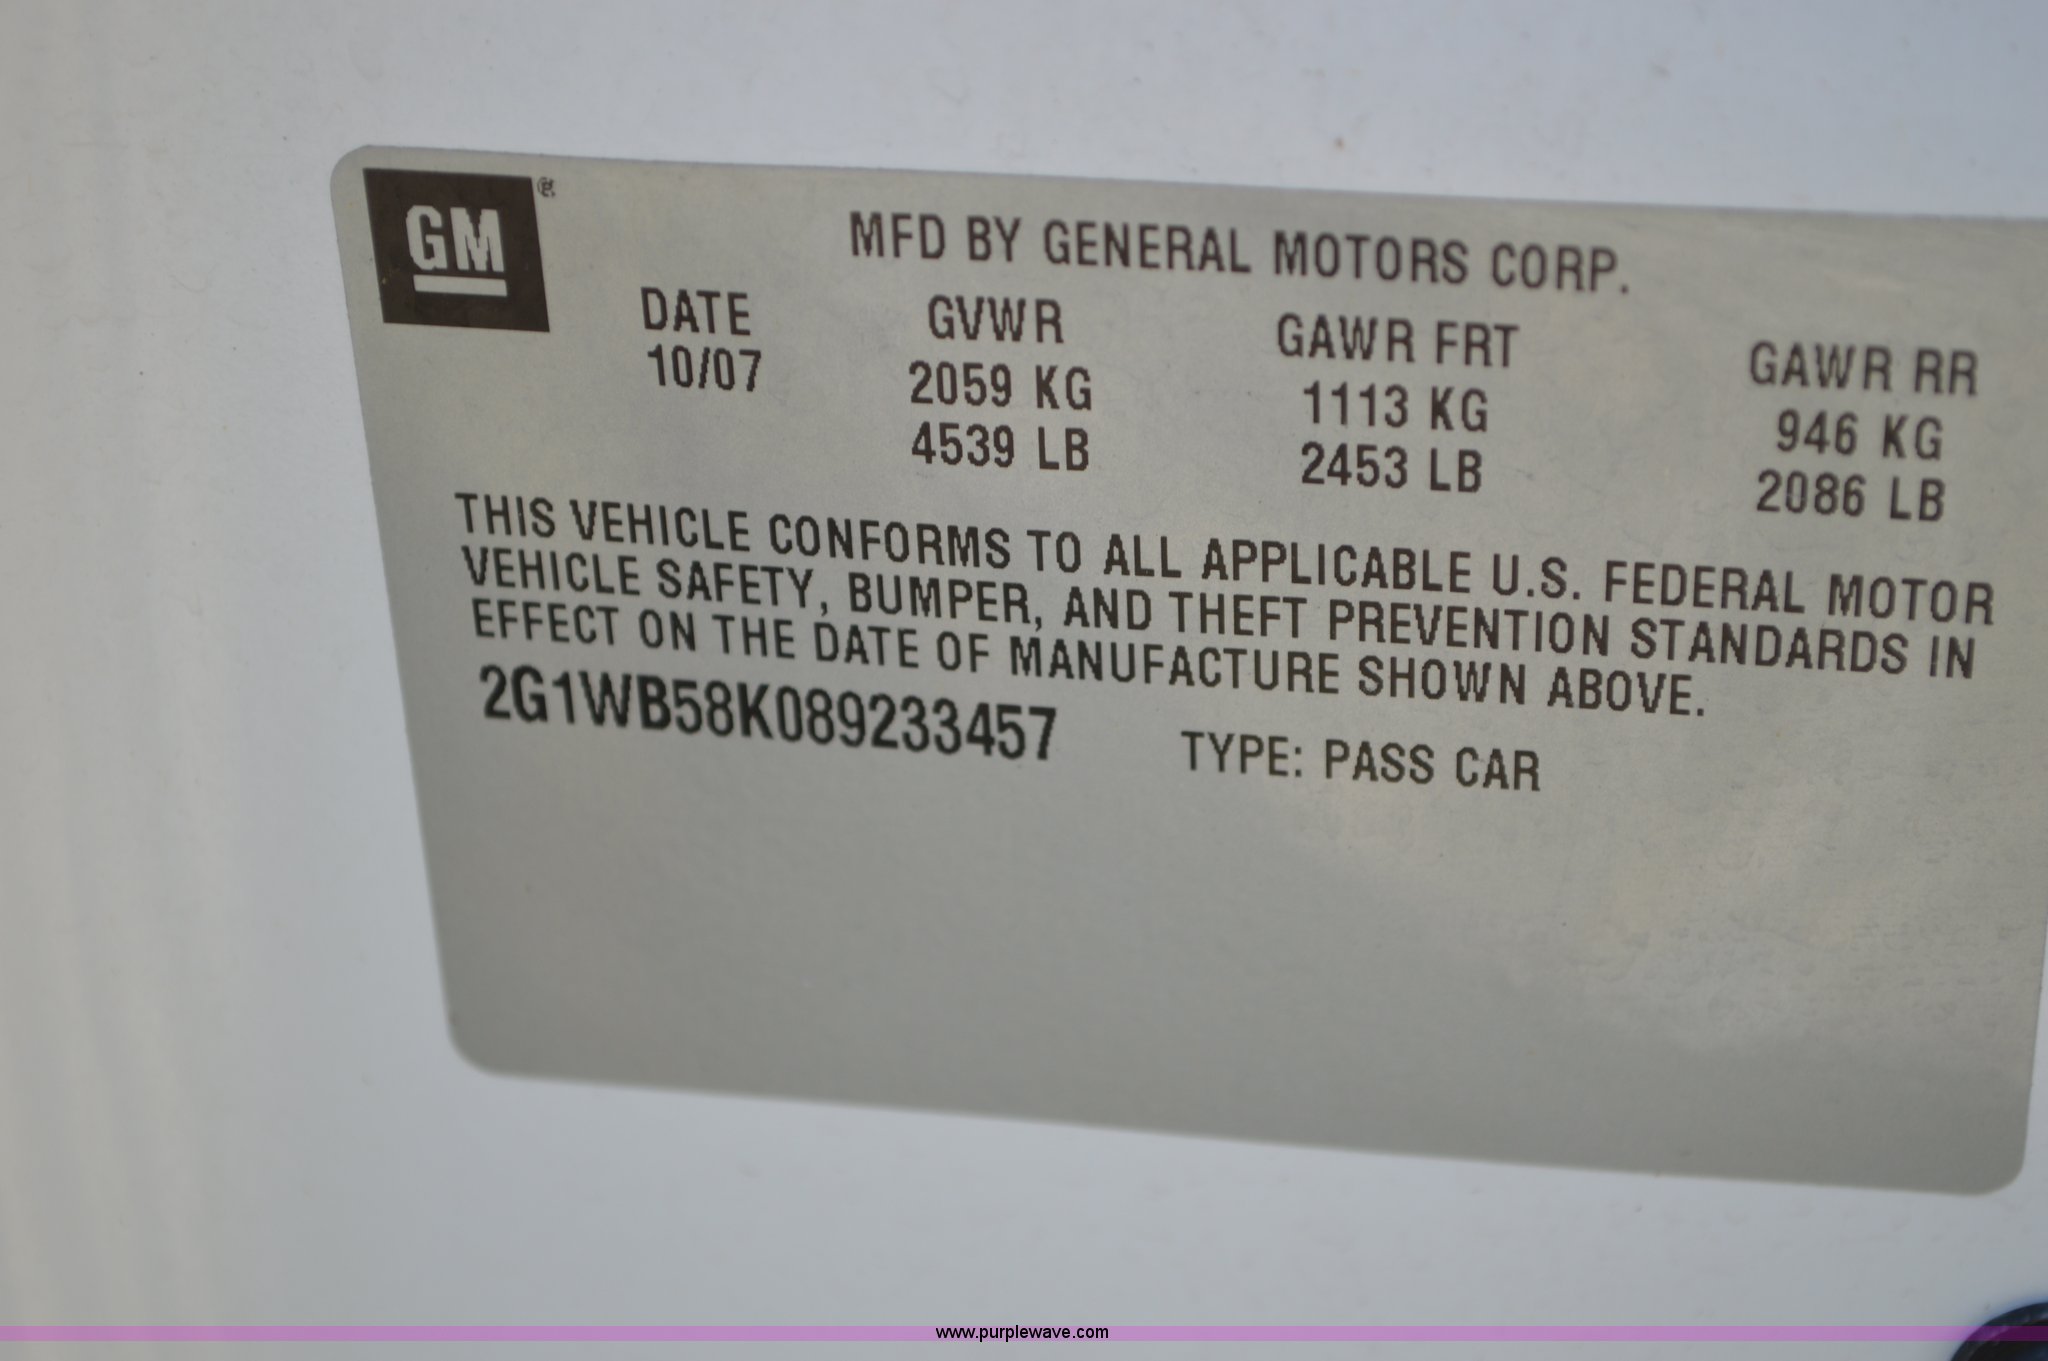 GM®
MFD BY GENERAL MOTORS CORP.
DATE GVWR GAWR FRT GAWR RR
10/07 2059 KG 1113 KG 946 KG
4539 LB 2453 LB 2086 LB
THIS VEHICLE CONFORMS TO ALL APPLICABLE U.S. FEDERAL MOTOR
VEHICLE SAFETY, BUMPER, AND THEFT PREVENTION STANDARDS IN
EFFECT ON THE DATE OF MANUFACTURE SHOWN ABOVE.
2G1WB58K089233457 TYPE: PASS CAR
www.purplewave.com